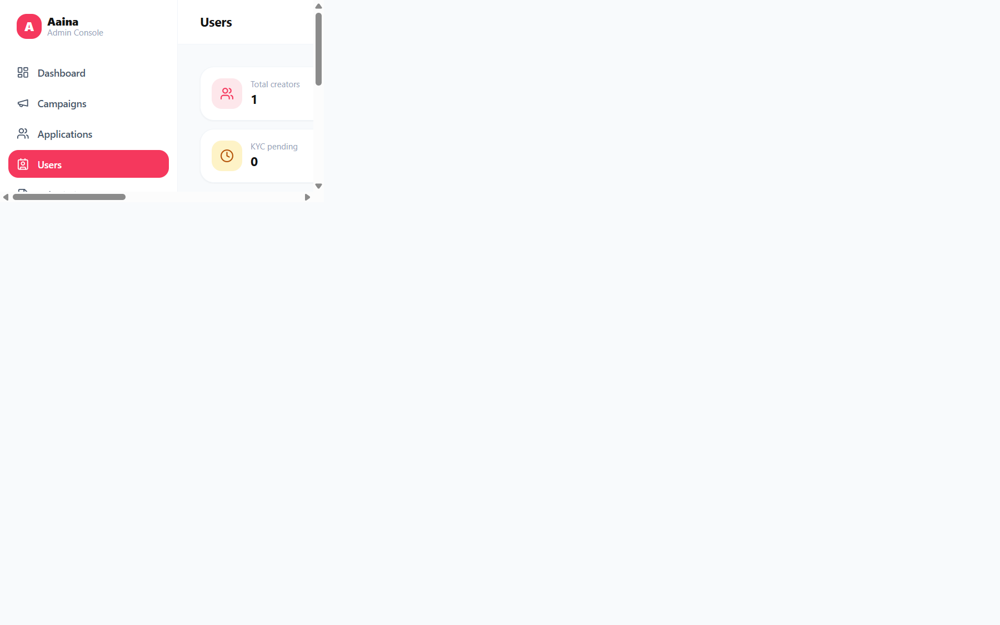 A
Aaina
Admin Console
Dashboard
Campaigns
Applications
Users
Users
Total creators
1
KYC pending
0